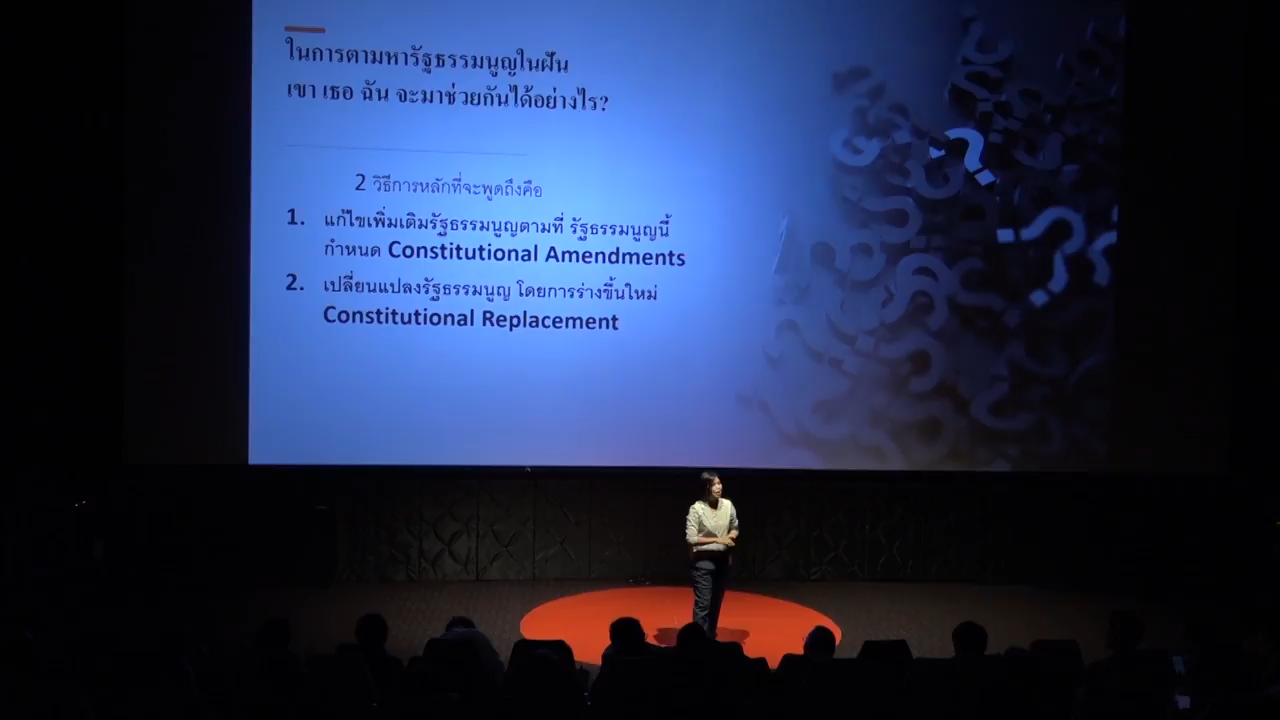 ในการตามหารัฐธรรมนูญในฝัน
เขา เธอ ฉัน จะมาช่วยกันได้อย่างไร?
2 วิธีการหลักที่จะพูดถึงคือ
1. แก้ไขเพิ่มเติมรัฐธรรมนูญตามที่ รัฐธรรมนูญนี้
กำหนด Constitutional Amendments
2. เปลี่ยนแปลงรัฐธรรมนูญ โดยการร่างขึ้นใหม่
Constitutional Replacement